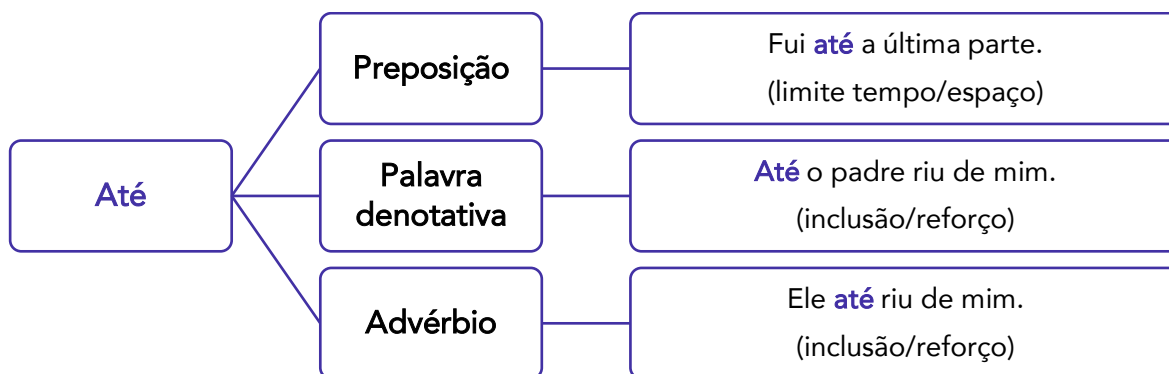 Até
Preposição
Fui até a última parte.
(limite tempo/espaço)
Palavra
denotativa
Até o padre riu de mim.
(inclusão/reforço)
Advérbio
Ele até riu de mim.
(inclusão/reforço)